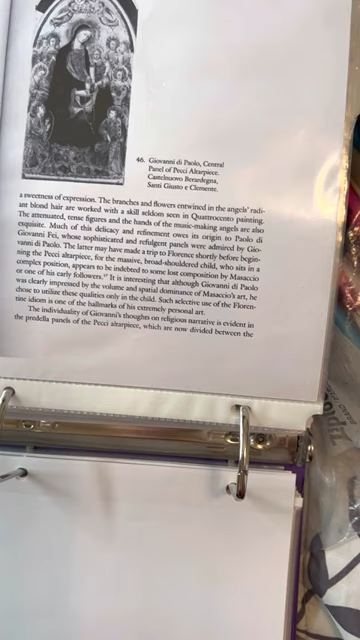 46. Giovanni di Paolo, Central
Panel of Pecci Altarpiece.
Castelnuovo Berardegna,
Santi Giusto e Clemente.
a sweetness of expression. The branches and flowers entwined in the angels' radi-
ant blond hair are worked with a skill seldom seen in Quattrocento painting.
The attenuated, tense figures and the hands of the music-making angels are also
exquisite. Much of this delicacy and refinement owes its origin to Paolo di
Giovanni Fei, whose sophisticated and refulgent panels were admired by Gio-
vanni di Paolo. The latter may have made a trip to Florence shortly before begin-
ning the Pecci altarpiece, for the massive, broad-shouldered child, who sits in a
complex position, appears to be indebted to some lost composition by Masaccio
or one of his early followers. It is interesting that although Giovanni di Paolo
was clearly impressed by the volume and spatial dominance of Masaccio's art, he
chose to utilize these qualities only in the child. Such selective use of the Floren-
tine idiom is one of the hallmarks of his extremely personal art.
The individuality of Giovanni's thoughts on religious narrative is evident in
the predella panels of the Pecci altarpiece, which are now divided between the